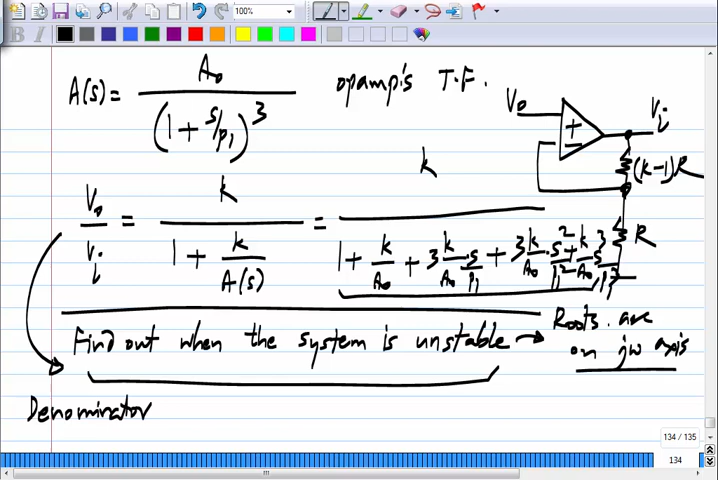 100%
B I U
A(s) = A₀ / (1 + s/p₁)³ opamp's T.F.
V₀ Vi
+
−
(k-1)R
R
V₀/Vi = k / (1 + k/A(s)) = k / (1 + k/A₀ + 3 k/A₀ · s/p₁ + 3 k/A₀ · s²/p₁² + k/A₀ s³/p₁³)
Find out when the system is unstable → Roots are
on jω axis
Denominator
134 / 135
134